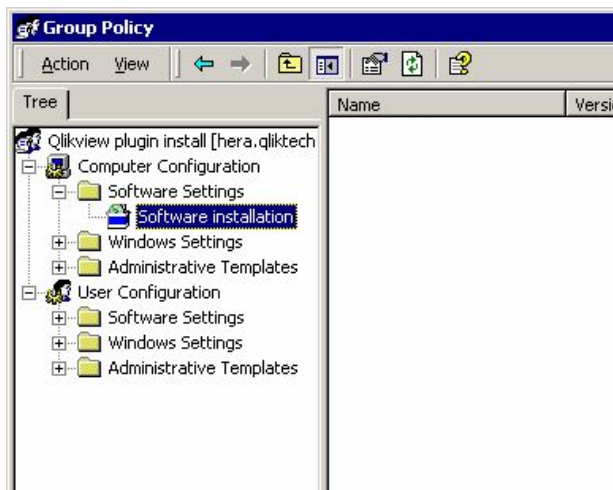 Group Policy
Action View
Tree
Name Versi
Qlikview plugin install [hera.qliktech
Computer Configuration
Software Settings
Software installation
Windows Settings
Administrative Templates
User Configuration
Software Settings
Windows Settings
Administrative Templates